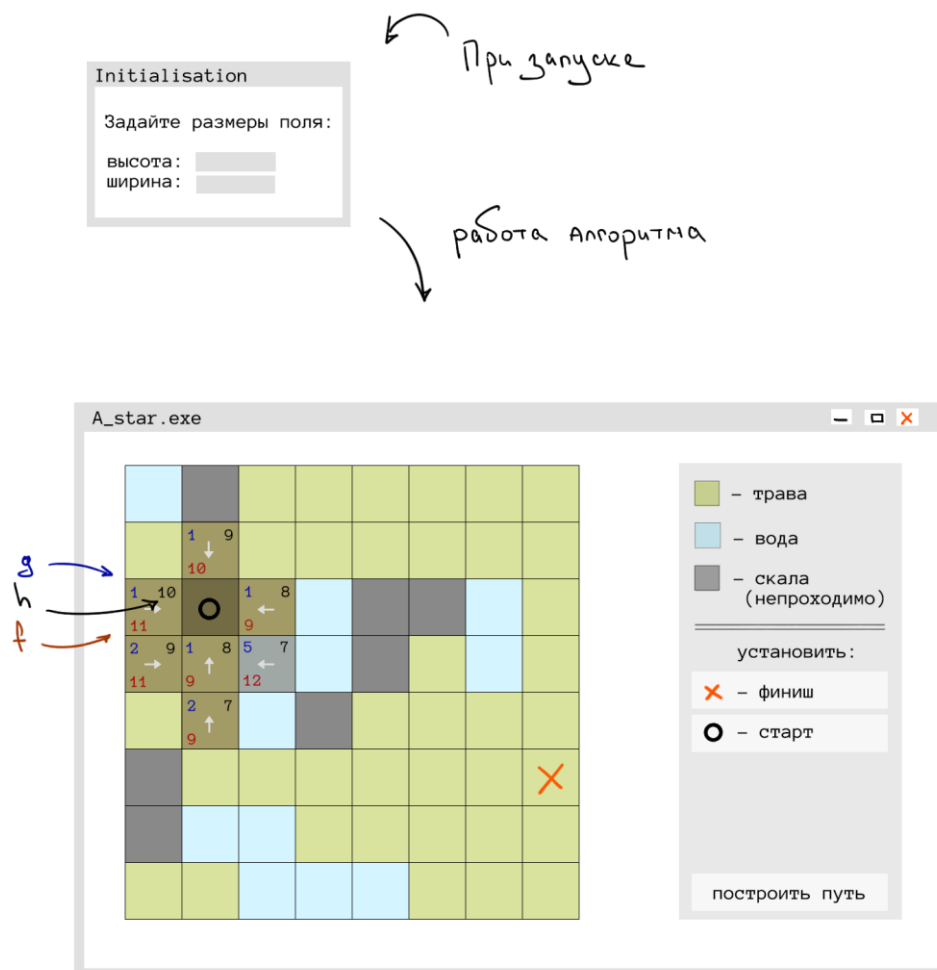 При запуске
Initialisation
Задайте размеры поля:
высота:
ширина:
работа алгоритма
A_star.exe
– трава
– вода
– скала
(непроходимо)
установить:
– финиш
– старт
построить путь
g
h
f
1 9
10
1 10
11
1 8
9
2 9
11
1 8
9
5 7
12
2 7
9